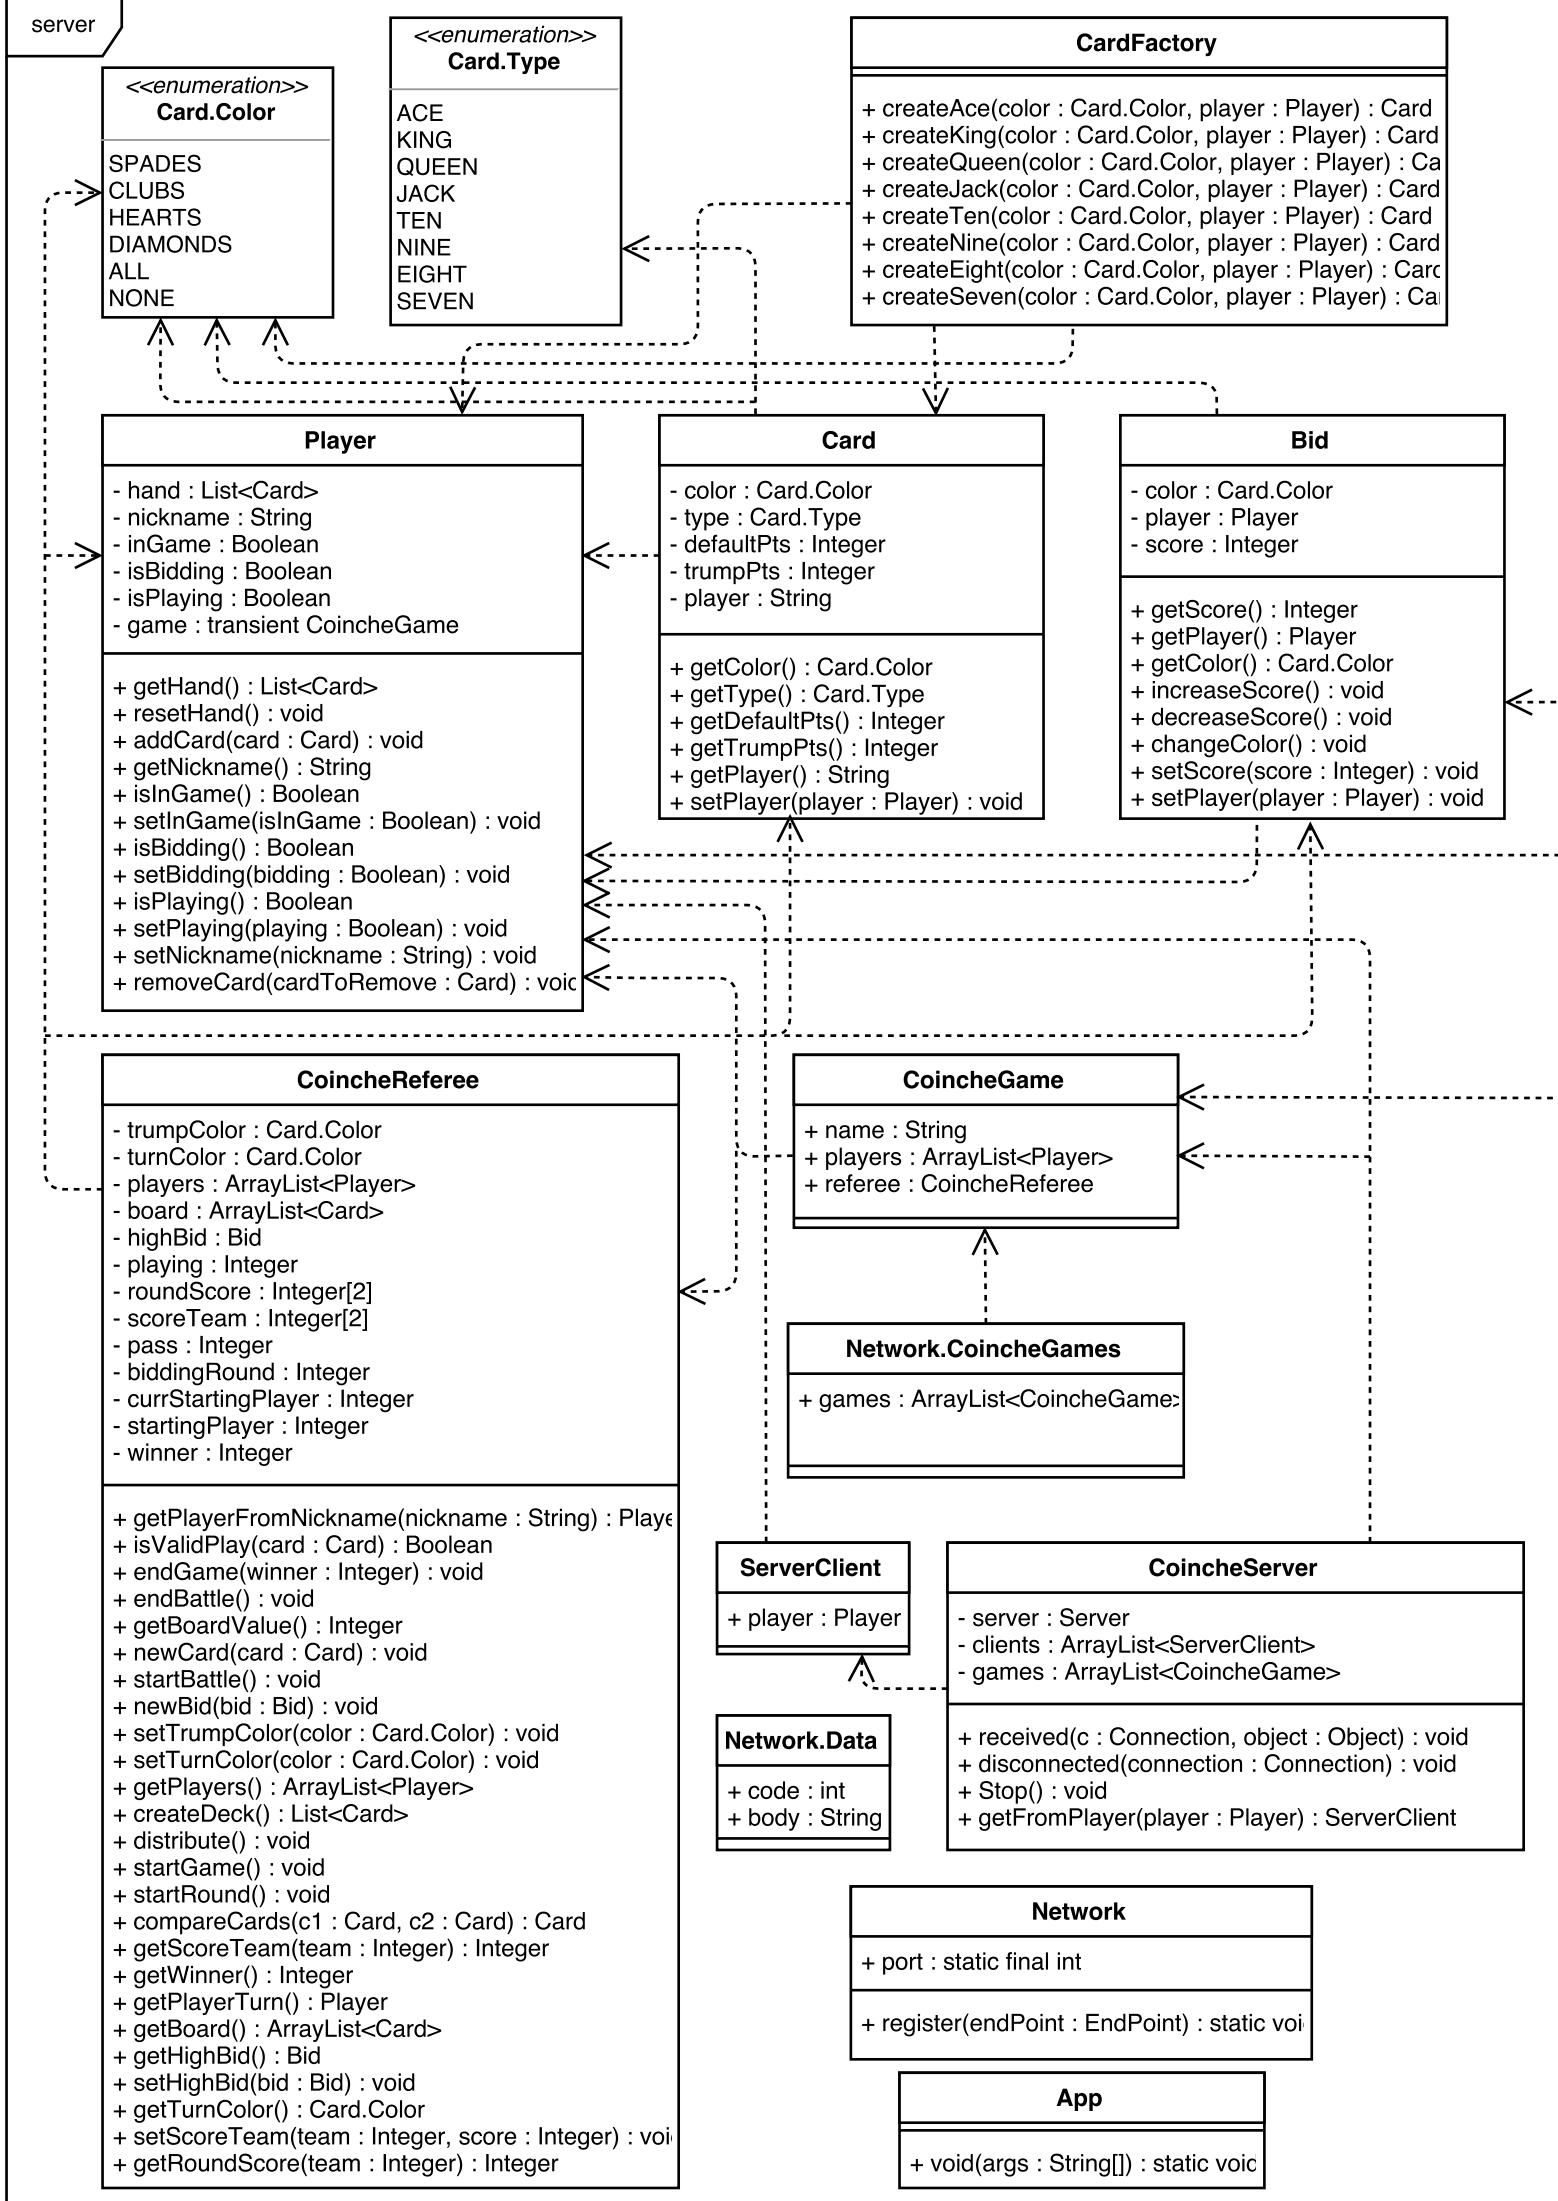 server
<<enumeration>>
Card.Color
SPADES
CLUBS
HEARTS
DIAMONDS
ALL
NONE
<<enumeration>>
Card.Type
ACE
KING
QUEEN
JACK
TEN
NINE
EIGHT
SEVEN
CardFactory
+ createAce(color : Card.Color, player : Player) : Card
+ createKing(color : Card.Color, player : Player) : Card
+ createQueen(color : Card.Color, player : Player) : Ca
+ createJack(color : Card.Color, player : Player) : Card
+ createTen(color : Card.Color, player : Player) : Card
+ createNine(color : Card.Color, player : Player) : Card
+ createEight(color : Card.Color, player : Player) : Card
+ createSeven(color : Card.Color, player : Player) : Ca
Player
- hand : List<Card>
- nickname : String
- inGame : Boolean
- isBidding : Boolean
- isPlaying : Boolean
- game : transient CoincheGame
+ getHand() : List<Card>
+ resetHand() : void
+ addCard(card : Card) : void
+ getNickname() : String
+ isInGame() : Boolean
+ setInGame(isInGame : Boolean) : void
+ isBidding() : Boolean
+ setBidding(bidding : Boolean) : void
+ isPlaying() : Boolean
+ setPlaying(playing : Boolean) : void
+ setNickname(nickname : String) : void
+ removeCard(cardToRemove : Card) : void
Card
- color : Card.Color
- type : Card.Type
- defaultPts : Integer
- trumpPts : Integer
- player : String
+ getColor() : Card.Color
+ getType() : Card.Type
+ getDefaultPts() : Integer
+ getTrumpPts() : Integer
+ getPlayer() : String
+ setPlayer(player : Player) : void
Bid
- color : Card.Color
- player : Player
- score : Integer
+ getScore() : Integer
+ getPlayer() : Player
+ getColor() : Card.Color
+ increaseScore() : void
+ decreaseScore() : void
+ changeColor() : void
+ setScore(score : Integer) : void
+ setPlayer(player : Player) : void
CoincheReferee
- trumpColor : Card.Color
- turnColor : Card.Color
- players : ArrayList<Player>
- board : ArrayList<Card>
- highBid : Bid
- playing : Integer
- roundScore : Integer[2]
- scoreTeam : Integer[2]
- pass : Integer
- biddingRound : Integer
- currStartingPlayer : Integer
- startingPlayer : Integer
- winner : Integer
+ getPlayerFromNickname(nickname : String) : Playe
+ isValidPlay(card : Card) : Boolean
+ endGame(winner : Integer) : void
+ endBattle() : void
+ getBoardValue() : Integer
+ newCard(card : Card) : void
+ startBattle() : void
+ newBid(bid : Bid) : void
+ setTrumpColor(color : Card.Color) : void
+ setTurnColor(color : Card.Color) : void
+ getPlayers() : ArrayList<Player>
+ createDeck() : List<Card>
+ distribute() : void
+ startGame() : void
+ startRound() : void
+ compareCards(c1 : Card, c2 : Card) : Card
+ getScoreTeam(team : Integer) : Integer
+ getWinner() : Integer
+ getPlayerTurn() : Player
+ getBoard() : ArrayList<Card>
+ getHighBid() : Bid
+ setHighBid(bid : Bid) : void
+ getTurnColor() : Card.Color
+ setScoreTeam(team : Integer, score : Integer) : voi
+ getRoundScore(team : Integer) : Integer
CoincheGame
+ name : String
+ players : ArrayList<Player>
+ referee : CoincheReferee
Network.CoincheGames
+ games : ArrayList<CoincheGame>
ServerClient
+ player : Player
CoincheServer
- server : Server
- clients : ArrayList<ServerClient>
- games : ArrayList<CoincheGame>
+ received(c : Connection, object : Object) : void
+ disconnected(connection : Connection) : void
+ Stop() : void
+ getFromPlayer(player : Player) : ServerClient
Network.Data
+ code : int
+ body : String
Network
+ port : static final int
+ register(endPoint : EndPoint) : static voi
App
+ void(args : String[]) : static void